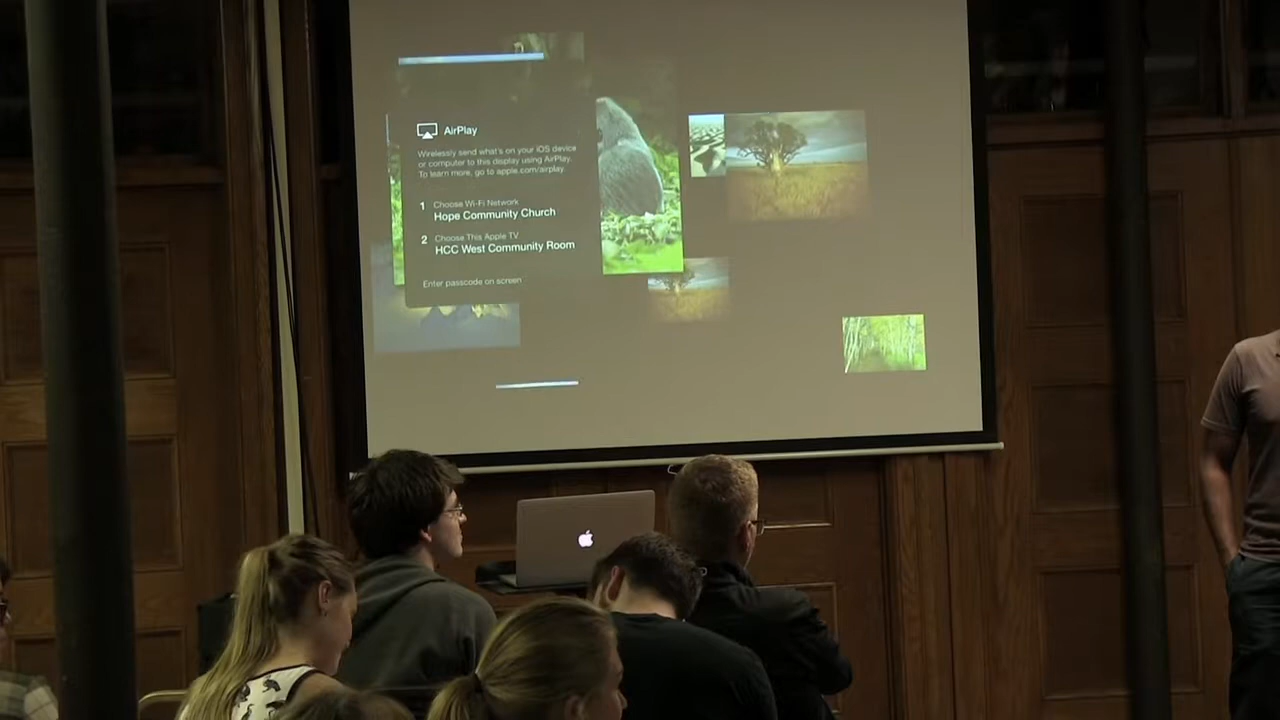 AirPlay
Wirelessly send what's on your iOS device
or computer to this display using AirPlay.
To learn more, go to apple.com/airplay
1 Choose Wi-Fi Network
Hope Community Church
2 Choose This Apple TV
HCC West Community Room
Enter passcode on screen